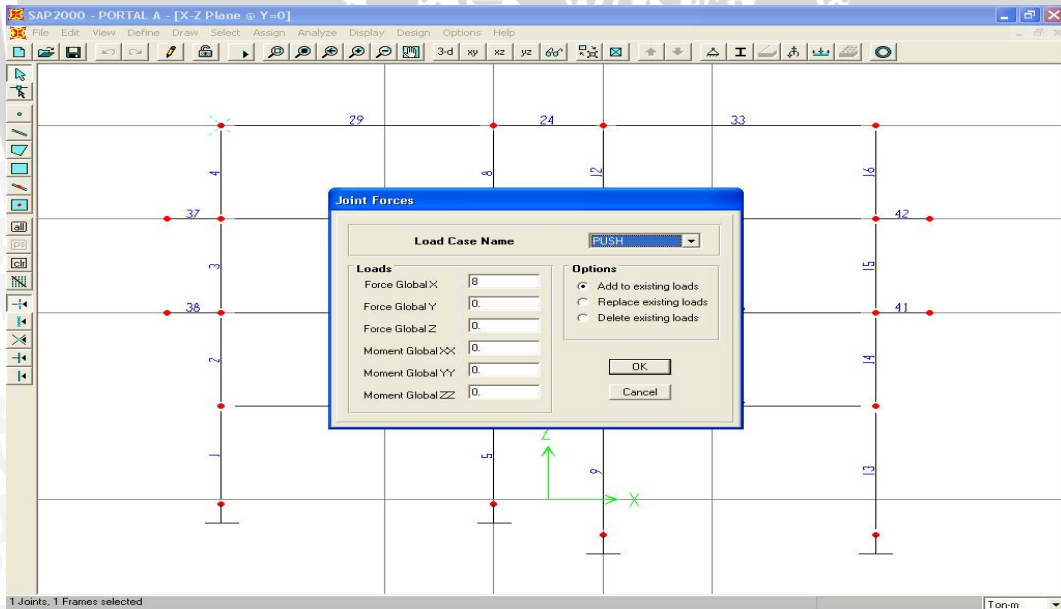 SAP2000 - PORTAL A - [X-Z Plane @ Y=0]
File Edit View Define Draw Select Assign Analyze Display Design Options Help
3-d xy xz yz
29 24 33
4 8 12 16
37 42
3 15
38 41
2 14
1 5 9 13
Joint Forces
Load Case Name PUSH
Loads
Force Global X 8
Force Global Y 0.
Force Global Z 0.
Moment Global XX 0.
Moment Global YY 0.
Moment Global ZZ 0.
Options
Add to existing loads
Replace existing loads
Delete existing loads
OK
Cancel
Z
X
all
ps
clr
1 Joints, 1 Frames selected
Ton-m